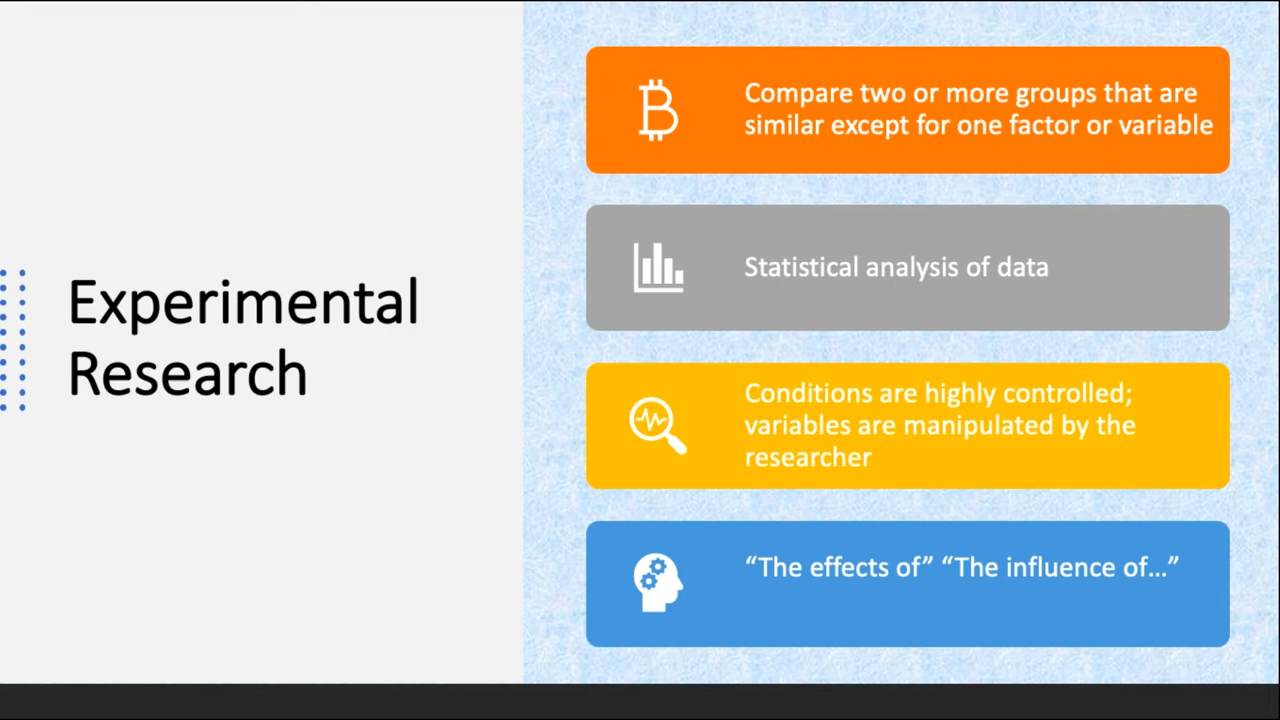 Experimental
Research
Compare two or more groups that are
similar except for one factor or variable
Statistical analysis of data
Conditions are highly controlled;
variables are manipulated by the
researcher
“The effects of” “The influence of…”